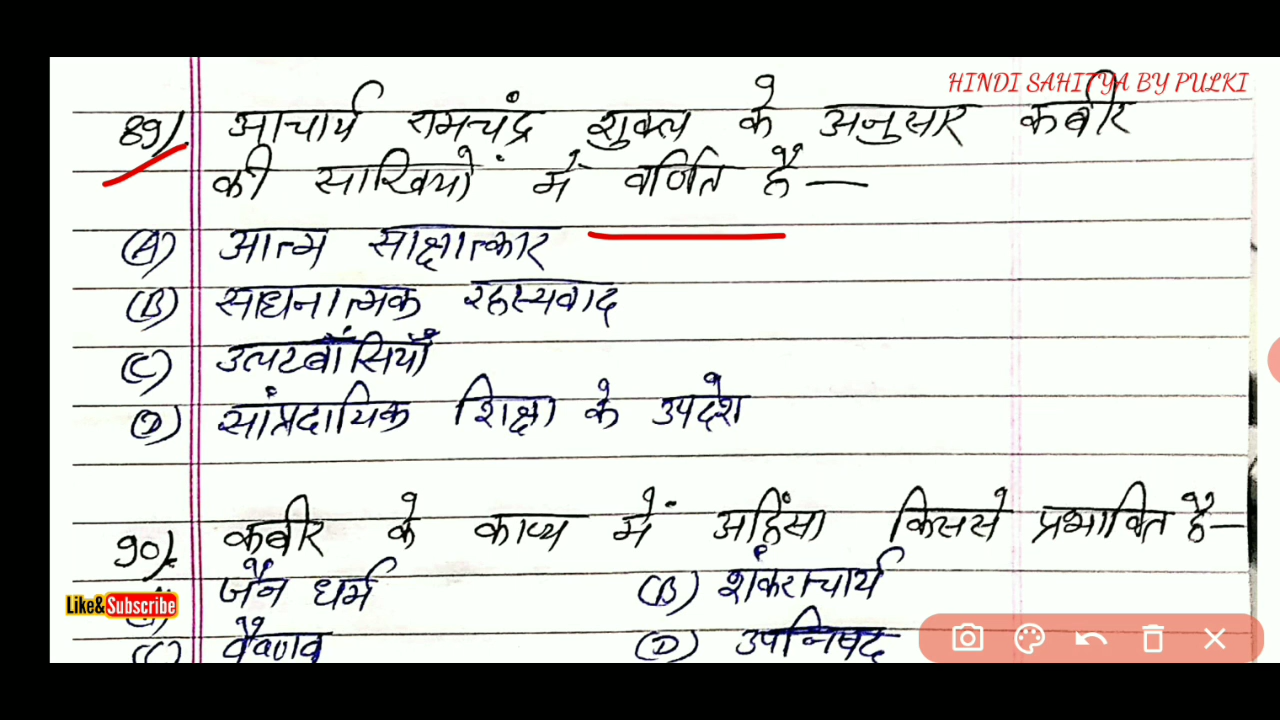 HINDI SAHITYA BY PULKI
89). आचार्य रामचंद्र शुक्ल के अनुसार कबीर
की साखियों में वर्णित है —
(A) आत्म साक्षात्कार
(B) साधनात्मक रहस्यवाद
(C) उलटबाँसियाँ
(D) सांप्रदायिक शिक्षा के उपदेश
90). कबीर के काव्य में अहिंसा किससे प्रभावित है—
जैन धर्म (B) शंकराचार्य
Like& Subscribe
(C) वैष्णव (D) उपनिषद